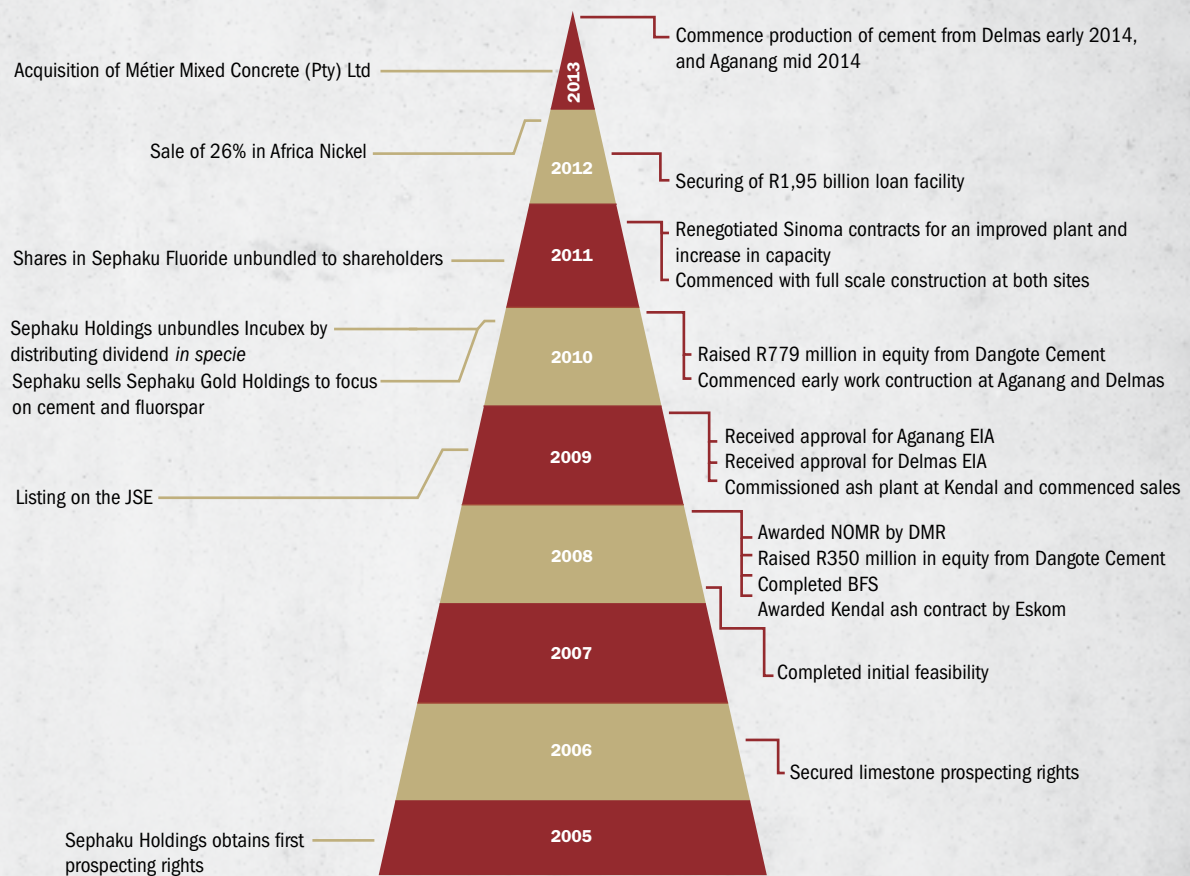 Commence production of cement from Delmas early 2014,
and Aganang mid 2014
Acquisition of Métier Mixed Concrete (Pty) Ltd
2013
Sale of 26% in Africa Nickel
2012
Securing of R1,95 billion loan facility
Shares in Sephaku Fluoride unbundled to shareholders
2011
Renegotiated Sinoma contracts for an improved plant and
increase in capacity
Commenced with full scale construction at both sites
Sephaku Holdings unbundles Incubex by
distributing dividend in specie
Sephaku sells Sephaku Gold Holdings to focus
on cement and fluorspar
2010
Raised R779 million in equity from Dangote Cement
Commenced early work contruction at Aganang and Delmas
Listing on the JSE
2009
Received approval for Aganang EIA
Received approval for Delmas EIA
Commissioned ash plant at Kendal and commenced sales
2008
Awarded NOMR by DMR
Raised R350 million in equity from Dangote Cement
Completed BFS
Awarded Kendal ash contract by Eskom
2007
Completed initial feasibility
2006
Secured limestone prospecting rights
Sephaku Holdings obtains first
prospecting rights
2005